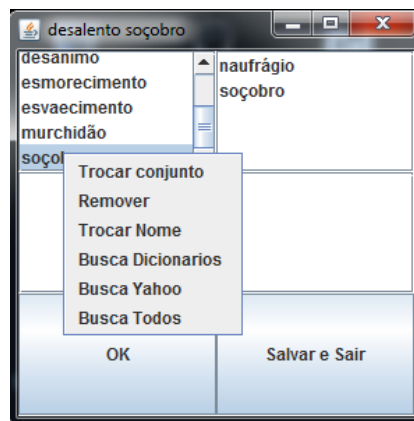 desalento soçobro
desânimo
esmorecimento
esvaecimento
murchidão
naufrágio
soçobro
Trocar conjunto
Remover
Trocar Nome
Busca Dicionarios
Busca Yahoo
Busca Todos
OK
Salvar e Sair